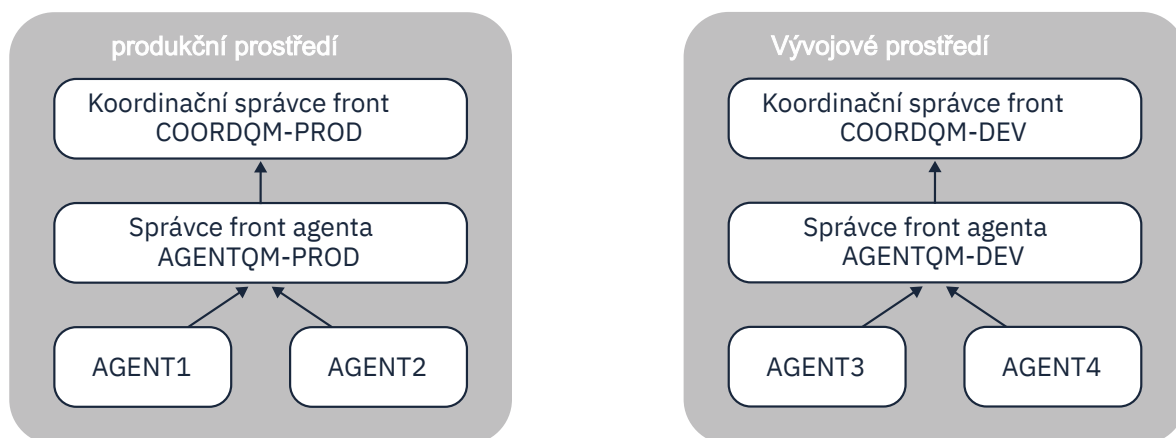 produkční prostředí
Koordinační správce front
COORDQM-PROD
Správce front agenta
AGENTQM-PROD
AGENT1
AGENT2
Vývojové prostředí
Koordinační správce front
COORDQM-DEV
Správce front agenta
AGENTQM-DEV
AGENT3
AGENT4